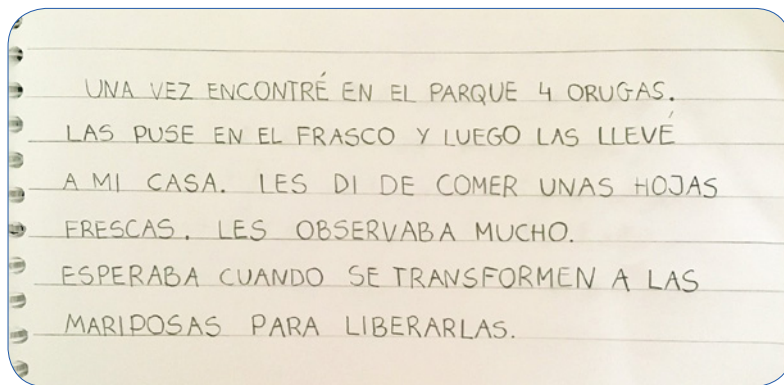 UNA VEZ ENCONTRÉ EN EL PARQUE 4 ORUGAS.
LAS PUSE EN EL FRASCO Y LUEGO LAS LLEVÉ
A MI CASA. LES DI DE COMER UNAS HOJAS
FRESCAS. LES OBSERVABA MUCHO.
ESPERABA CUANDO SE TRANSFORMEN A LAS
MARIPOSAS PARA LIBERARLAS.